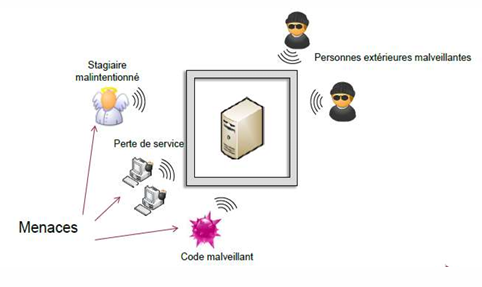 Stagiaire
malintentionné
Personnes extérieures malveillantes
Perte de service
Menaces
Code malveillant